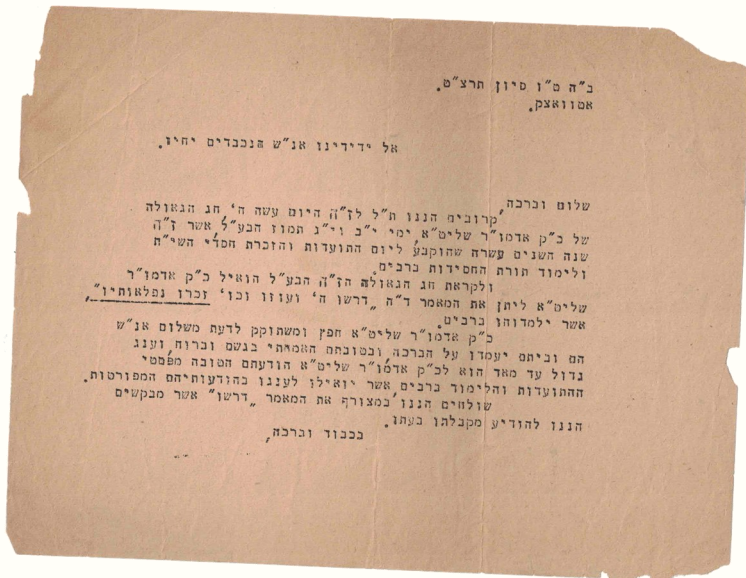 ב"ה ט"ו סיון תרצ"ט.
אטוואצק.
אל ידידינו אנ"ש הנכבדים יחיו.
שלום וברכה,
קרובים הננו ת"ל לז"ה היום עשה ה' חג הגאולה
של כ"ק אדמו"ר שליט"א, ימי י"ב וי"ג תמוז הבע"ל, אשר ז"ה
שנה השנים עשרה שהוקבע ליום התועדות והזכרת חסדי השי"ת
ולימוד תורת החסידות ברבים.
ולקראת חג הגאולה הז"ה הבע"ל הואיל כ"ק אדמו"ר
שליט"א ליתן את המאמר ד"ה „דרשו ה' ועוזו וכו' זכרו נפלאותיו",
אשר ילמדוהו ברבים.
כ"ק אדמו"ר שליט"א חפץ ומשתוקק לדעת משלום אנ"ש
הם וביתם יעמדו על הברכה, ובטובתם האמיתי בגשם וברוח, וענג
גדול עד מאד הוא לכ"ק אדמו"ר שליט"א הודעתם הטובה מפרטי
ההתועדות והלימוד ברבים, אשר יואילו לעננו בהודעותיהם המפורטות.
שולחים הננו במצורף את המאמר „דרשו" אשר מבקשים
הננו להודיע מקבלתו בעתו.
בכבוד וברכה,